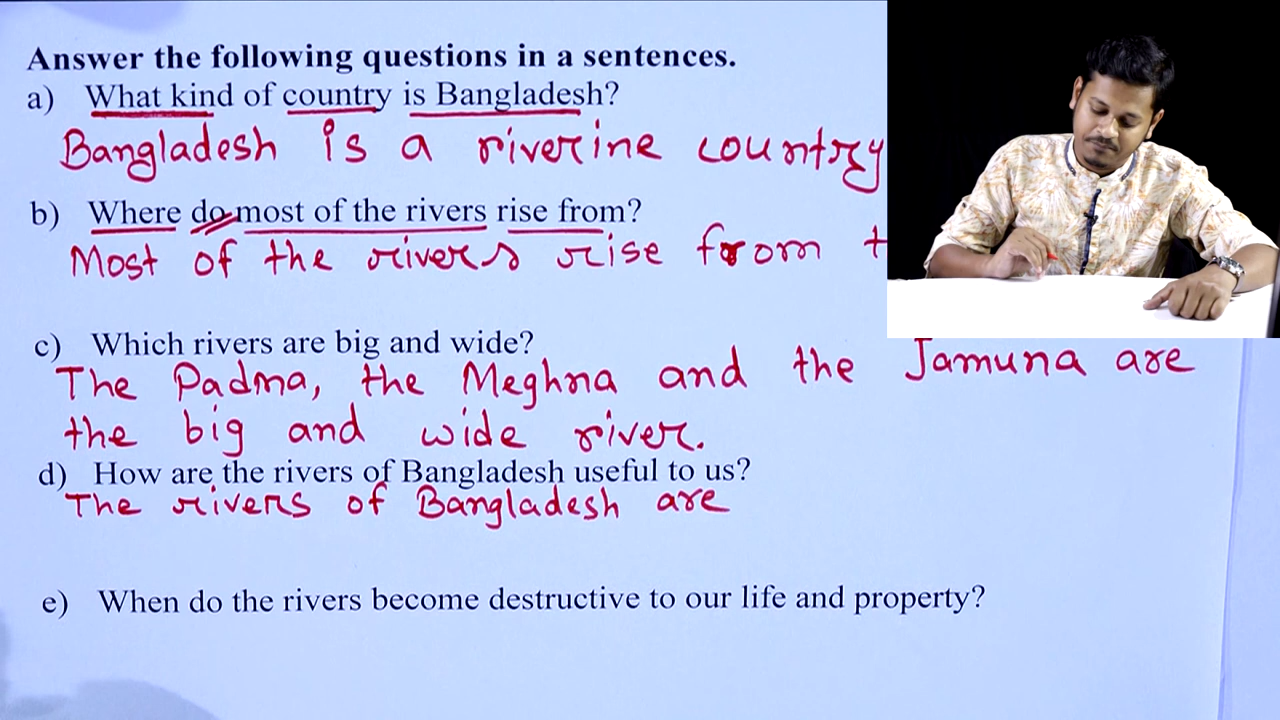 Answer the following questions in a sentences.
a) What kind of country is Bangladesh?
Bangladesh is a riverine country
b) Where do most of the rivers rise from?
Most of the rivers rise from t
c) Which rivers are big and wide?
The Padma, the Meghna and the Jamuna are
the big and wide river.
d) How are the rivers of Bangladesh useful to us?
The rivers of Bangladesh are
e) When do the rivers become destructive to our life and property?